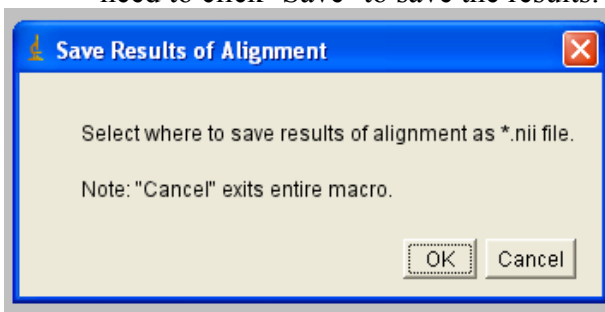 need to click "Save" to save the results.
Save Results of Alignment
Select where to save results of alignment as *.nii file.
Note: "Cancel" exits entire macro.
OK Cancel